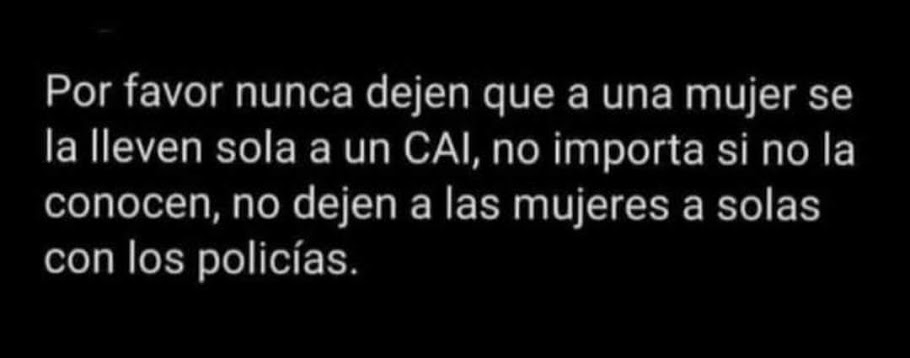 Por favor nunca dejen que a una mujer se
la lleven sola a un CAI, no importa si no la
conocen, no dejen a las mujeres a solas
con los policías.